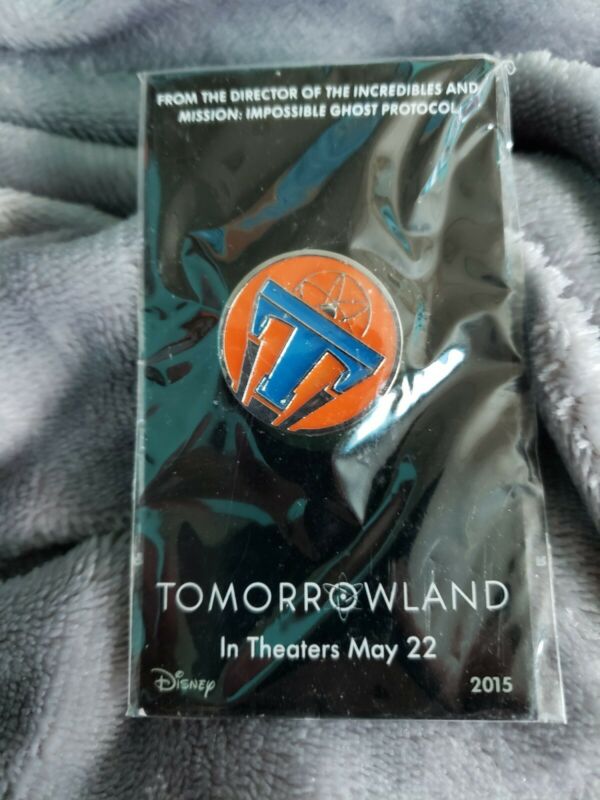 FROM THE DIRECTOR OF THE INCREDIBLES AND
MISSION: IMPOSSIBLE GHOST PROTOCOL
T
TOMORROWLAND
In Theaters May 22
Disney
2015